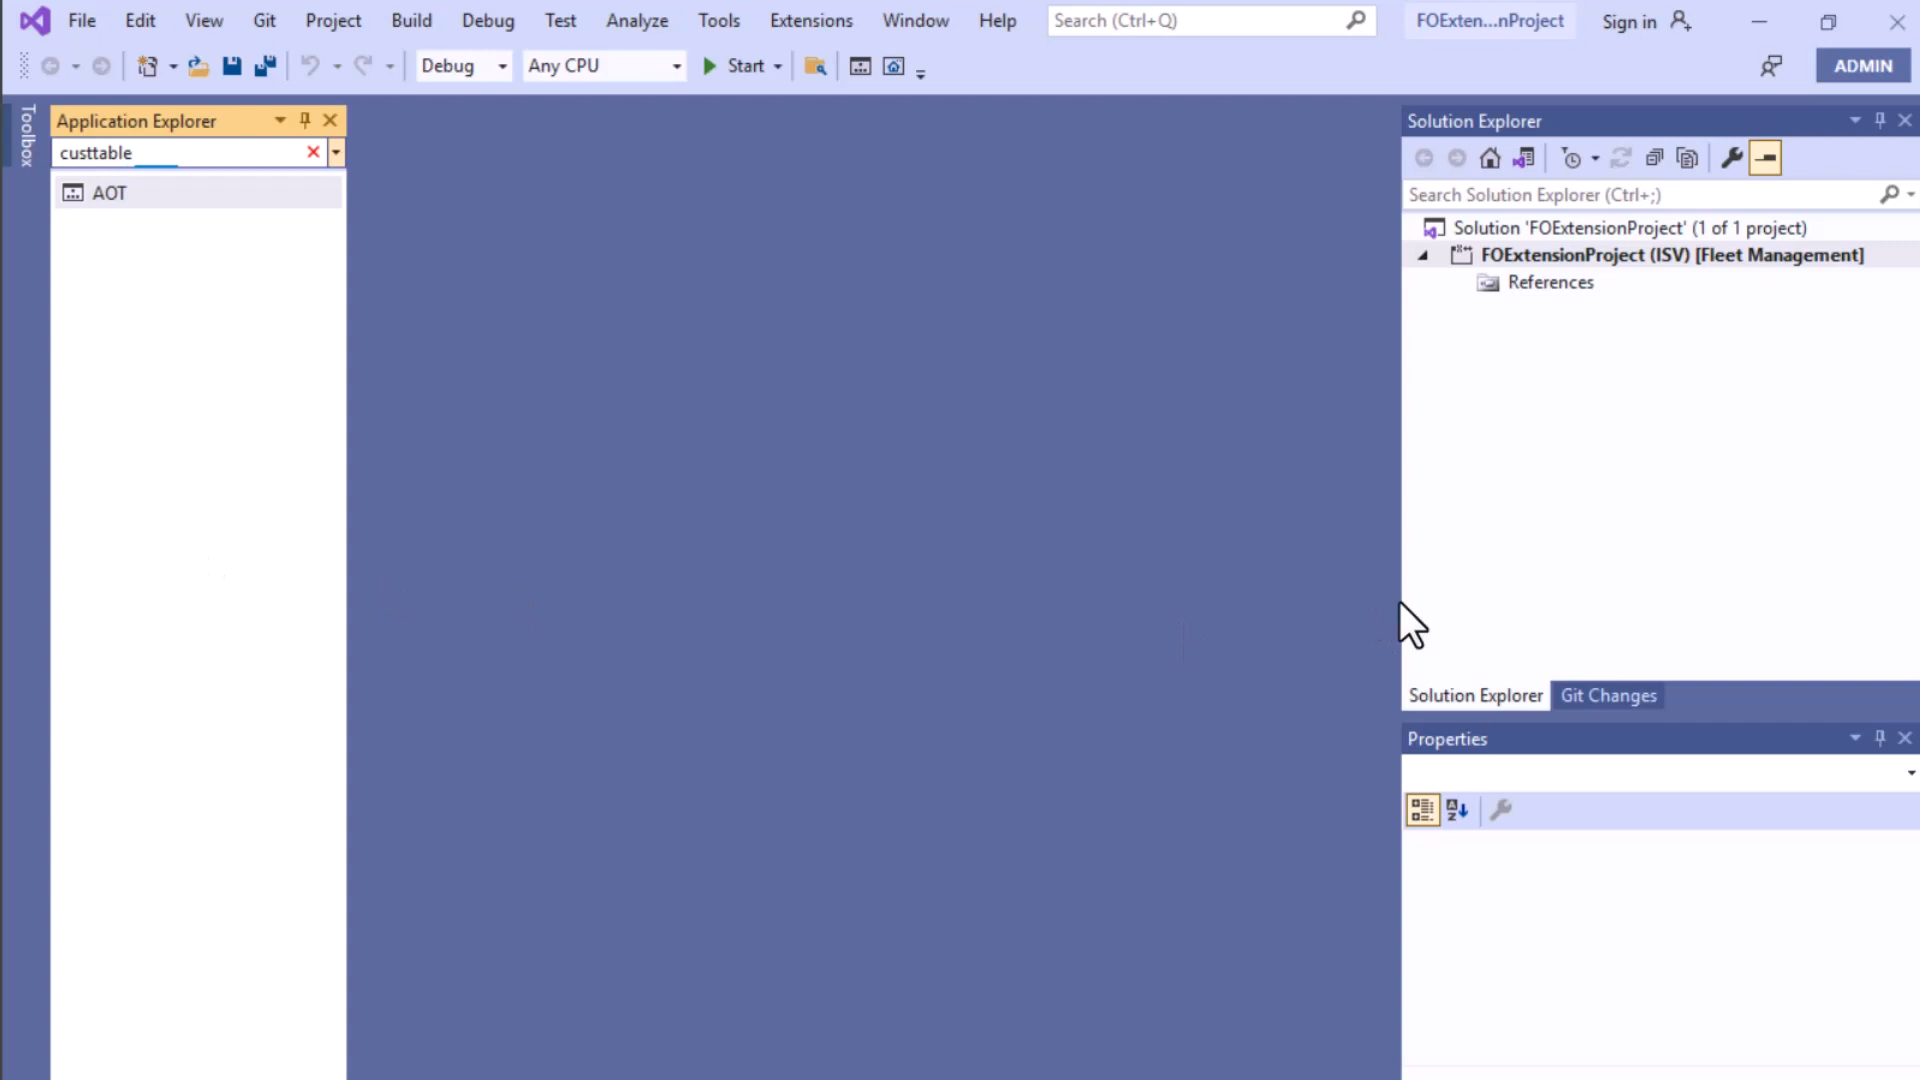 File Edit View Git Project Build Debug Test Analyze Tools Extensions Window Help Search (Ctrl+Q) FOExten...nProject Sign in
Debug Any CPU Start ADMIN
Toolbox
Application Explorer
custtable
AOT
Solution Explorer
Search Solution Explorer (Ctrl+;)
Solution 'FOExtensionProject' (1 of 1 project)
FOExtensionProject (ISV) [Fleet Management]
References
Solution Explorer Git Changes
Properties